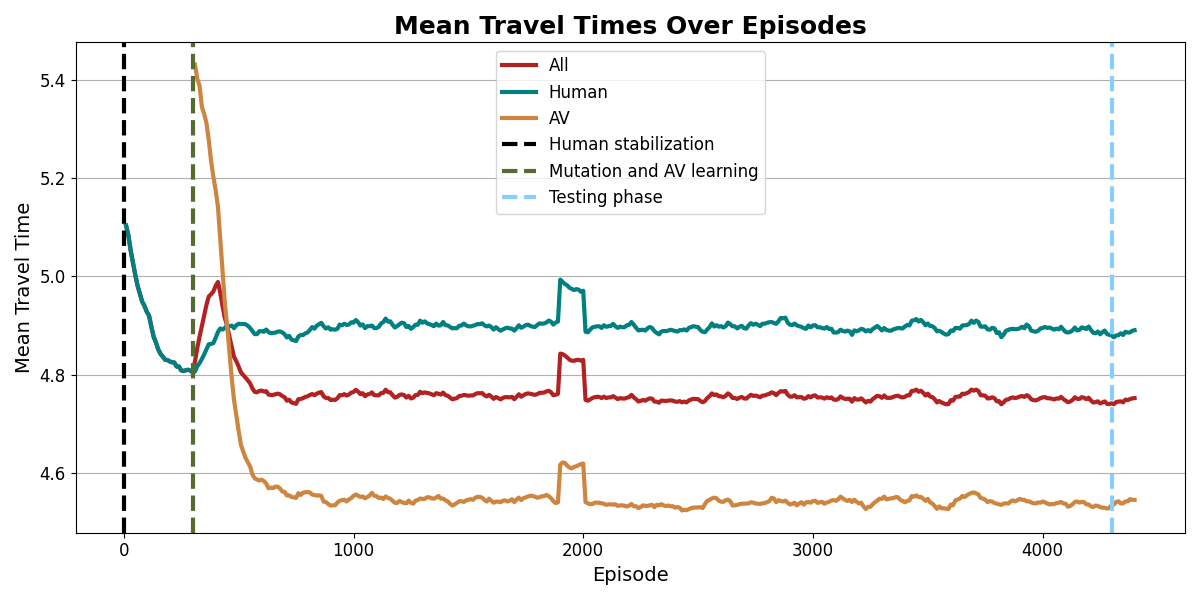 Mean Travel Times Over Episodes
Mean Travel Time
5.4
5.2
5.0
4.8
4.6
All
Human
AV
Human stabilization
Mutation and AV learning
Testing phase
0
1000
2000
3000
4000
Episode